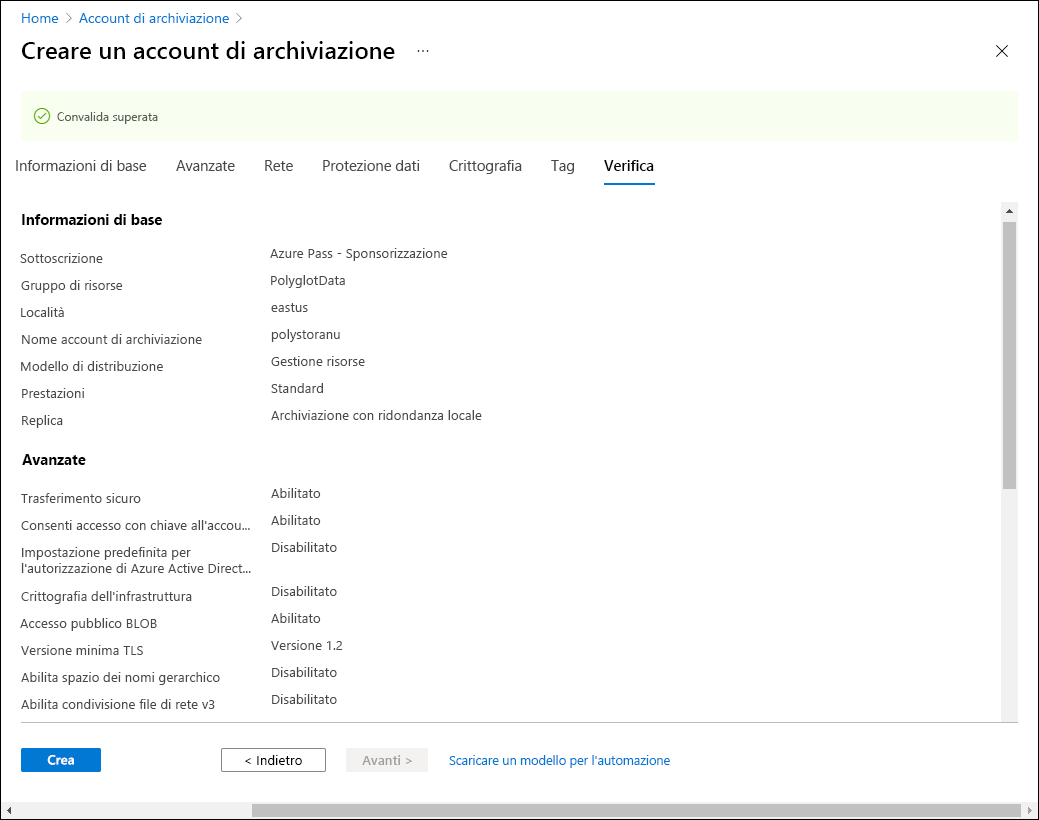 Home > Account di archiviazione >
Creare un account di archiviazione ...
Convalida superata
Informazioni di base Avanzate Rete Protezione dati Crittografia Tag Verifica
Informazioni di base
Sottoscrizione Azure Pass - Sponsorizzazione
Gruppo di risorse PolyglotData
Località eastus
Nome account di archiviazione polystoranu
Modello di distribuzione Gestione risorse
Prestazioni Standard
Replica Archiviazione con ridondanza locale
Avanzate
Trasferimento sicuro Abilitato
Consenti accesso con chiave all'accou... Abilitato
Impostazione predefinita per Disabilitato
l'autorizzazione di Azure Active Direct...
Crittografia dell'infrastruttura Disabilitato
Accesso pubblico BLOB Abilitato
Versione minima TLS Versione 1.2
Abilita spazio dei nomi gerarchico Disabilitato
Abilita condivisione file di rete v3 Disabilitato
Crea < Indietro Avanti > Scaricare un modello per l'automazione